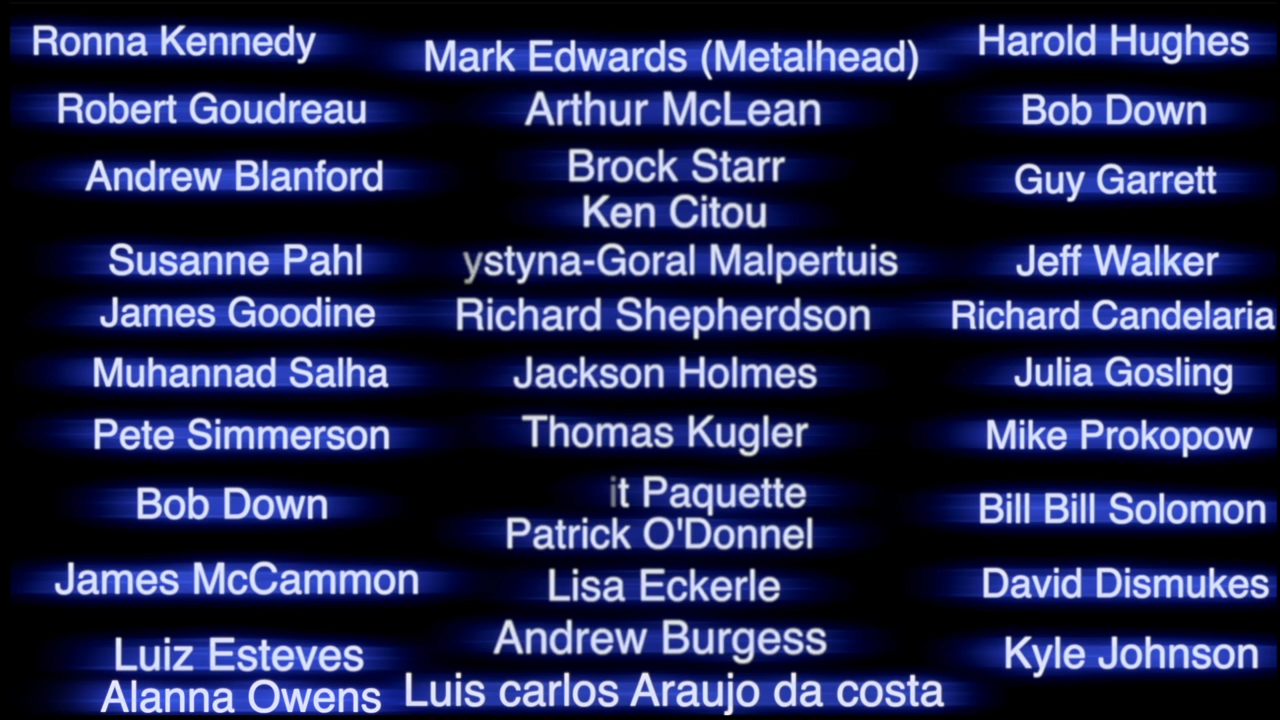 Ronna Kennedy
Robert Goudreau
Andrew Blanford
Susanne Pahl
James Goodine
Muhannad Salha
Pete Simmerson
Bob Down
James McCammon
Luiz Esteves
Alanna Owens
Mark Edwards (Metalhead)
Arthur McLean
Brock Starr
Ken Citou
ystyna-Goral Malpertuis
Richard Shepherdson
Jackson Holmes
Thomas Kugler
it Paquette
Patrick O'Donnel
Lisa Eckerle
Andrew Burgess
Luis carlos Araujo da costa
Harold Hughes
Bob Down
Guy Garrett
Jeff Walker
Richard Candelaria
Julia Gosling
Mike Prokopow
Bill Bill Solomon
David Dismukes
Kyle Johnson